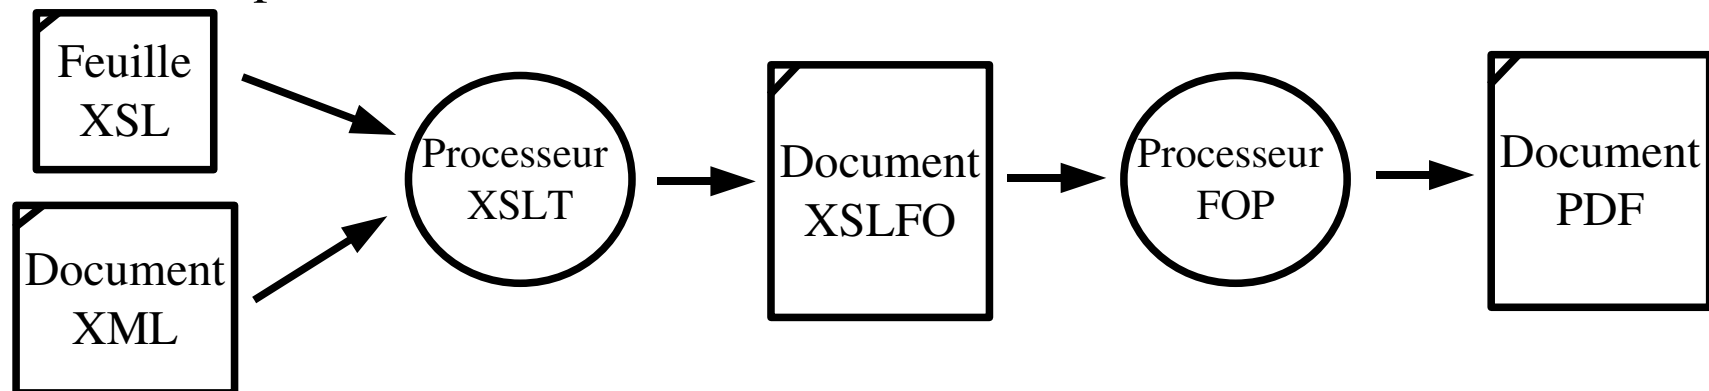 Feuille
XSL
Document
XML
Processeur
XSLT
Document
XSLFO
Processeur
FOP
Document
PDF